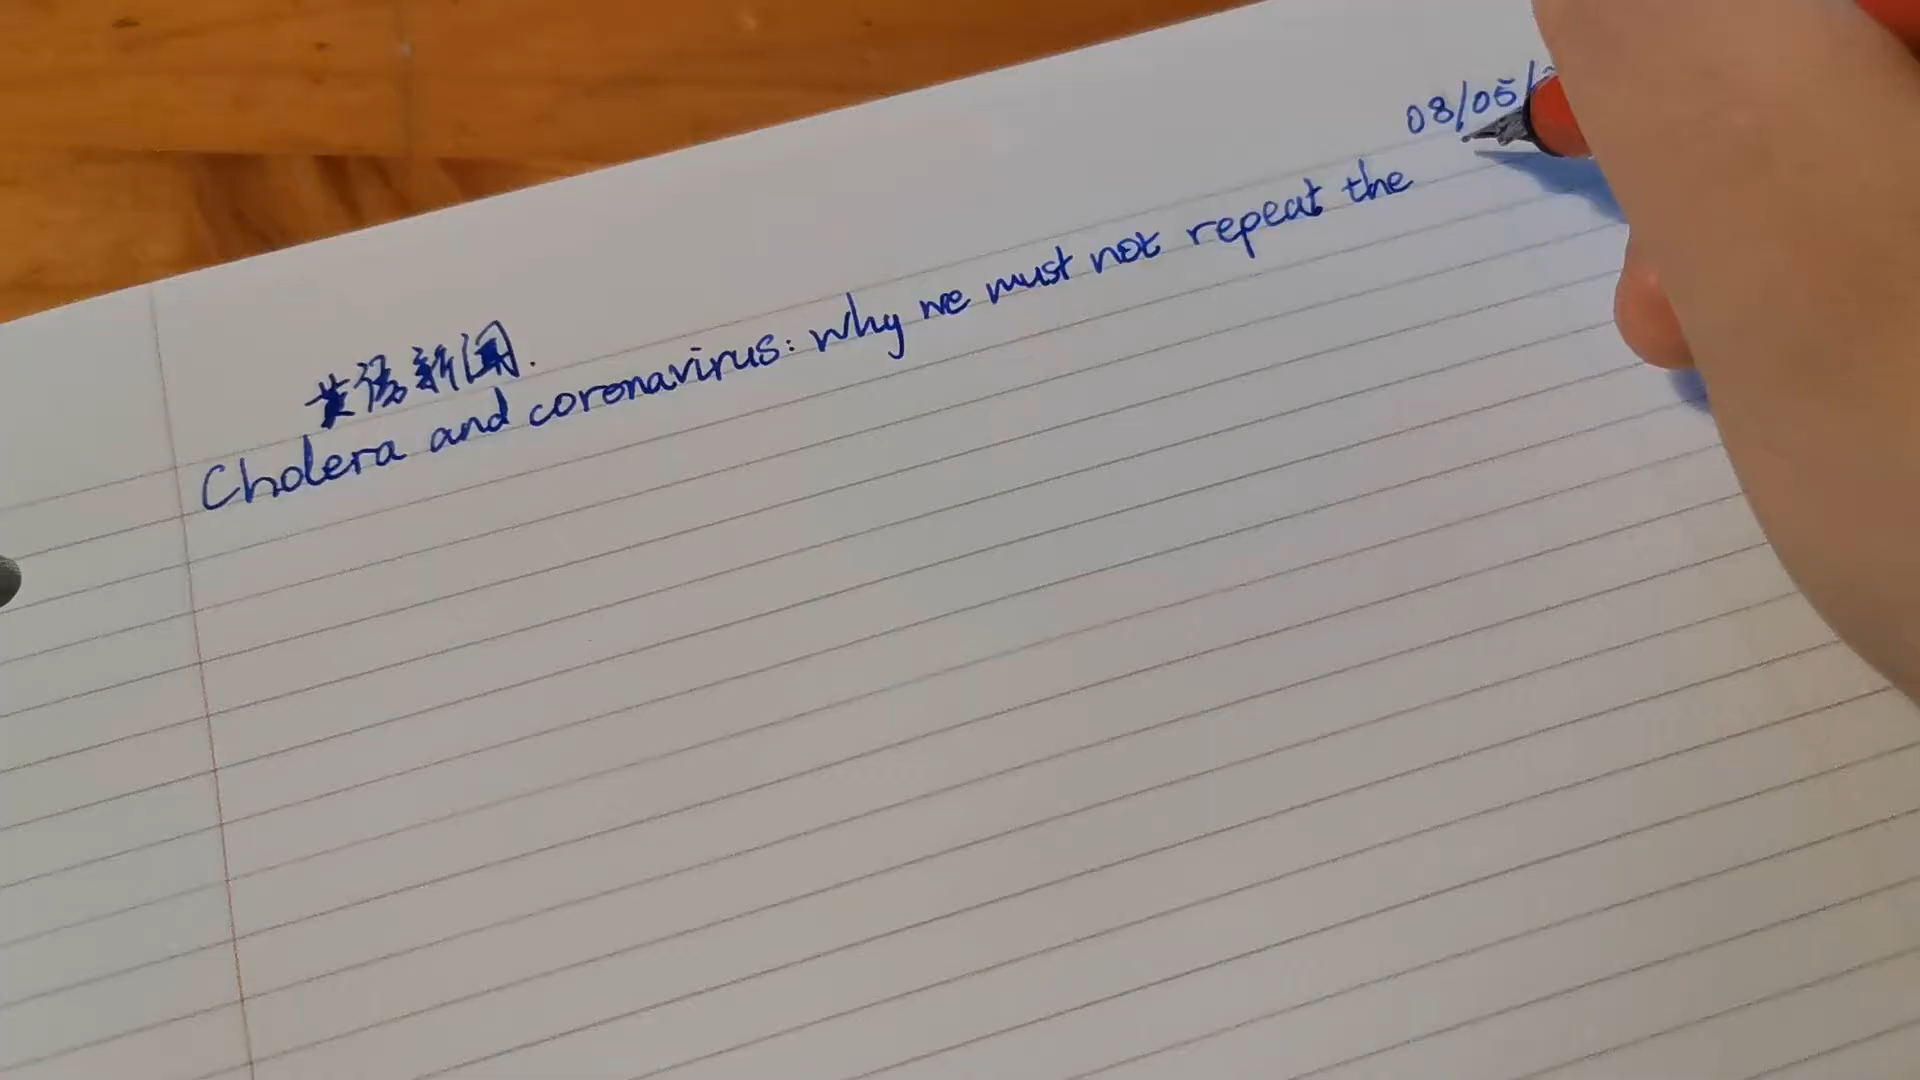 08/05/
英语新闻.
Cholera and coronavirus: why we must not repeat the